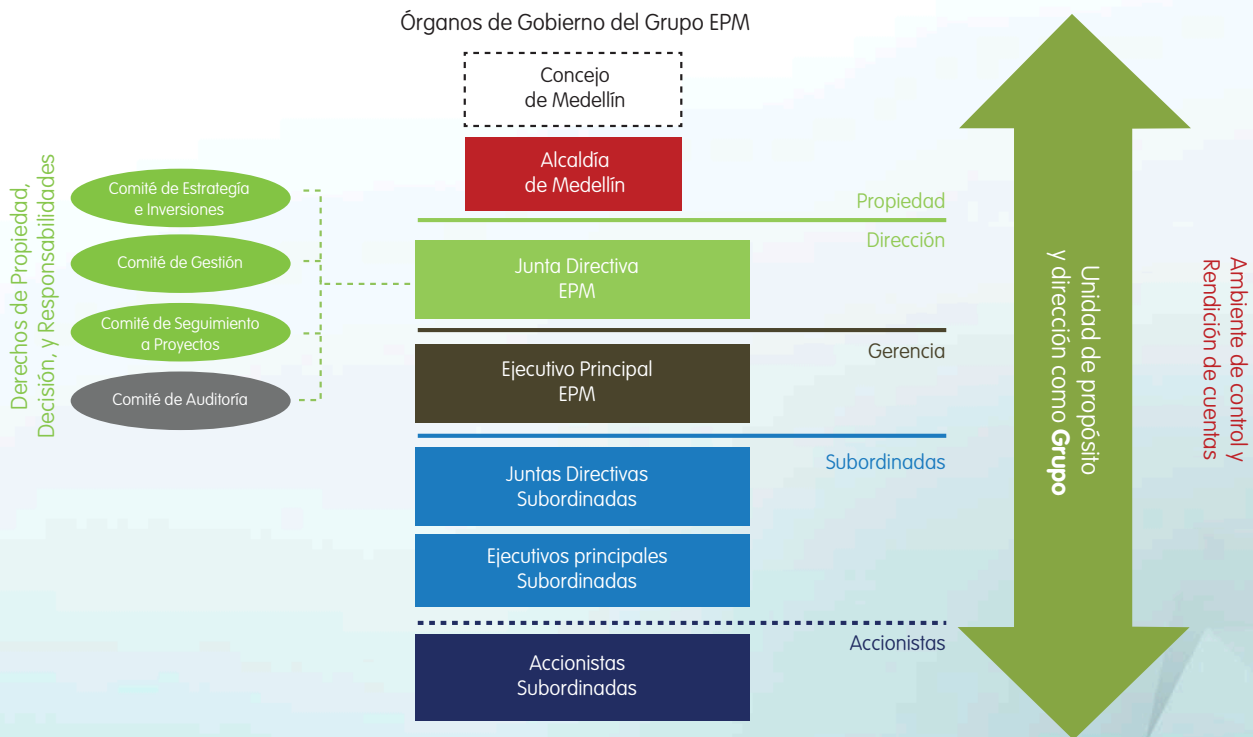 Órganos de Gobierno del Grupo EPM
Concejo
de Medellín
Alcaldía
de Medellín
Propiedad
Dirección
Derechos de Propiedad,
Decisión, y Responsabilidades
Comité de Estrategía
e Inversiones
Comité de Gestión
Comité de Seguimiento
a Proyectos
Comité de Auditoría
Junta Directiva
EPM
Gerencia
Ejecutivo Principal
EPM
Subordinadas
Juntas Directivas
Subordinadas
Ejecutivos principales
Subordinadas
Accionistas
Accionistas
Subordinadas
Unidad de propósito
y dirección como Grupo
Ambiente de control y
Rendición de cuentas